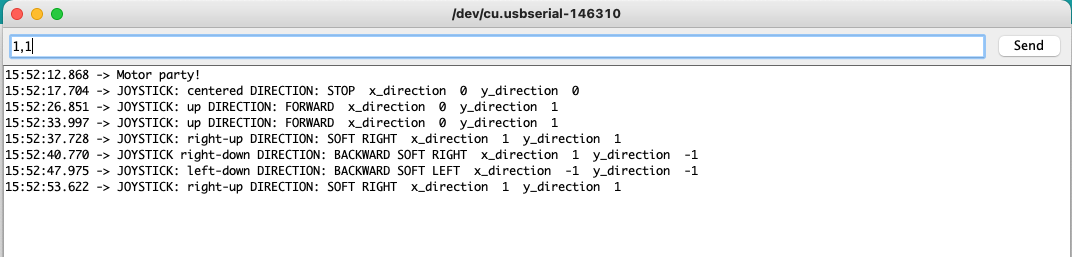 /dev/cu.usbserial-146310
1,1
Send
15:52:12.868 -> Motor party!
15:52:17.704 -> JOYSTICK: centered DIRECTION: STOP  x_direction  0  y_direction  0
15:52:26.851 -> JOYSTICK: up DIRECTION: FORWARD  x_direction  0  y_direction  1
15:52:33.997 -> JOYSTICK: up DIRECTION: FORWARD  x_direction  0  y_direction  1
15:52:37.728 -> JOYSTICK: right-up DIRECTION: SOFT RIGHT  x_direction  1  y_direction  1
15:52:40.770 -> JOYSTICK right-down DIRECTION: BACKWARD SOFT RIGHT  x_direction  1  y_direction  -1
15:52:47.975 -> JOYSTICK: left-down DIRECTION: BACKWARD SOFT LEFT  x_direction  -1  y_direction  -1
15:52:53.622 -> JOYSTICK: right-up DIRECTION: SOFT RIGHT  x_direction  1  y_direction  1